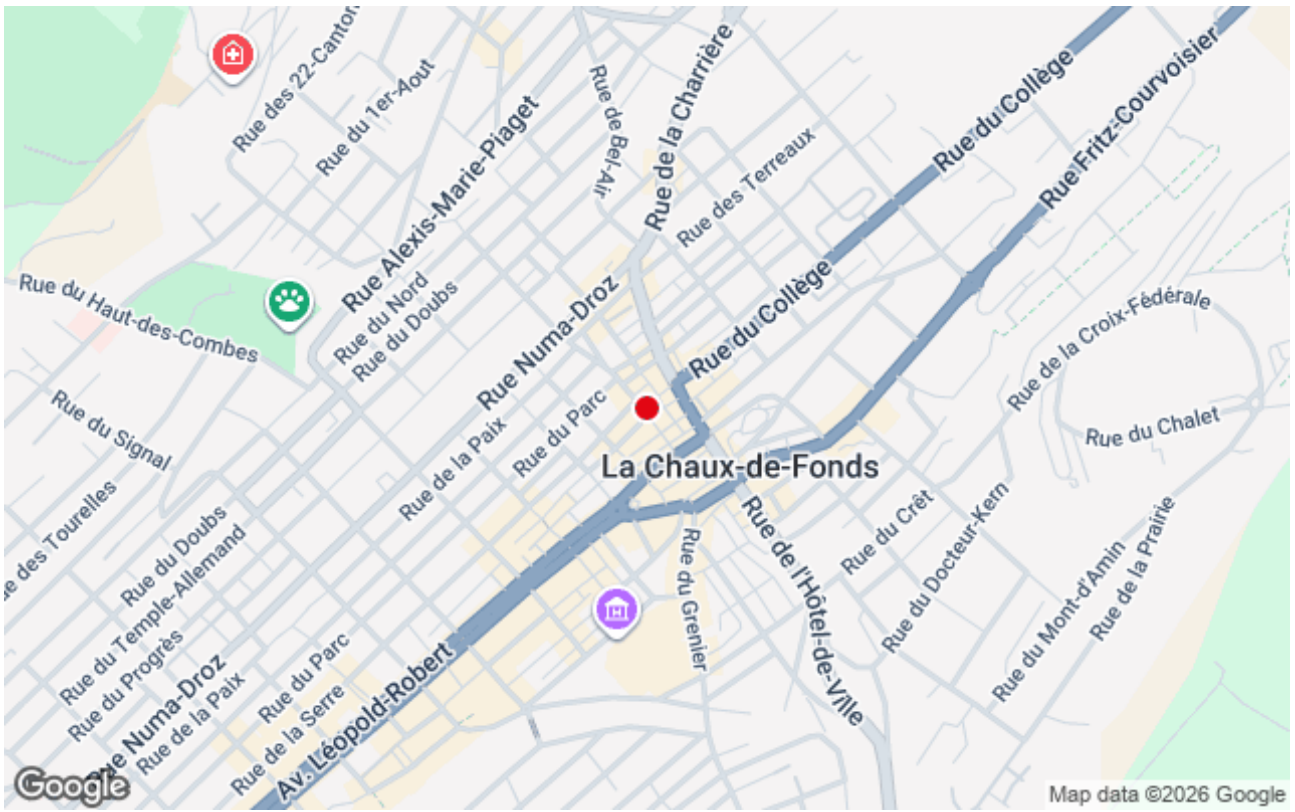 Rue des 22-Canton
Rue du 1er-Aout
Rue de Bel-Air
Rue de la Charrière
Rue du Collège
Rue Fritz-Courvoisier
Rue Alexis-Marie-Piaget
Rue des Terreaux
Rue du Haut-des-Combes
Rue du Nord
Rue du Doubs
Rue Numa-Droz
Rue du Collège
Rue de la Croix-Fédérale
Rue du Signal
Rue de la Paix
Rue du Parc
Rue du Chalet
La Chaux-de-Fonds
e des Tourelles
Rue du Doubs
Rue du Temple-Allemand
Rue du Progrès
Rue Numa-Droz
Rue de la Paix
Rue du Parc
Rue de la Serre
Av. Léopold-Robert
Rue du Grenier
Rue de l'Hôtel-de-Ville
Rue du Crêt
Rue du Docteur-Kern
Rue du Mont-d'Amin
Rue de la Prairie
Google
Map data ©2026 Google